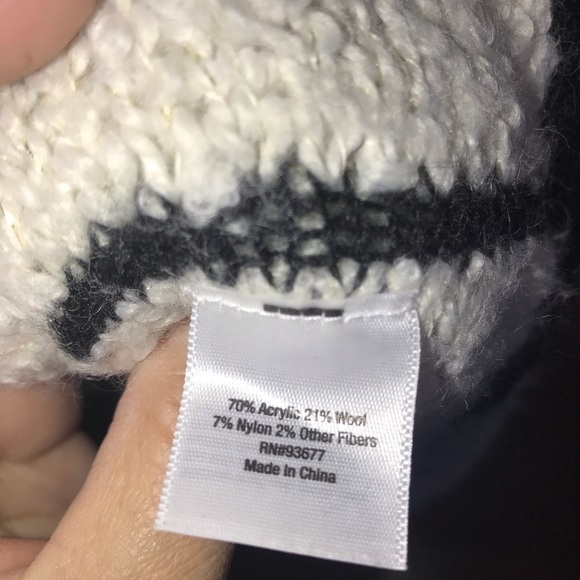 70% Acrylic 21% Wool
7% Nylon 2% Other Fibers
RN#93677
Made in China